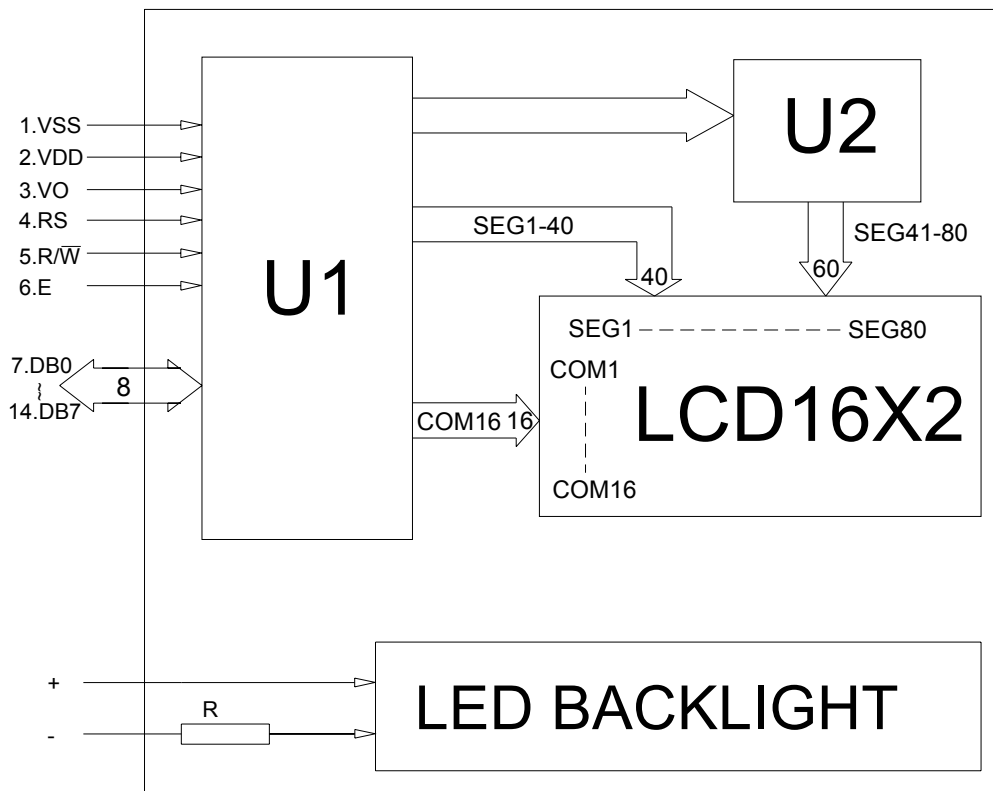 1.VSS
2.VDD
3.VO
4.RS
5.R/W̅
6.E
7.DB0
~
14.DB7
8
U1
U2
SEG1-40
40
SEG41-80
60
SEG1 SEG80
COM1
COM16
COM16 16
LCD16X2
+
-
R
LED BACKLIGHT